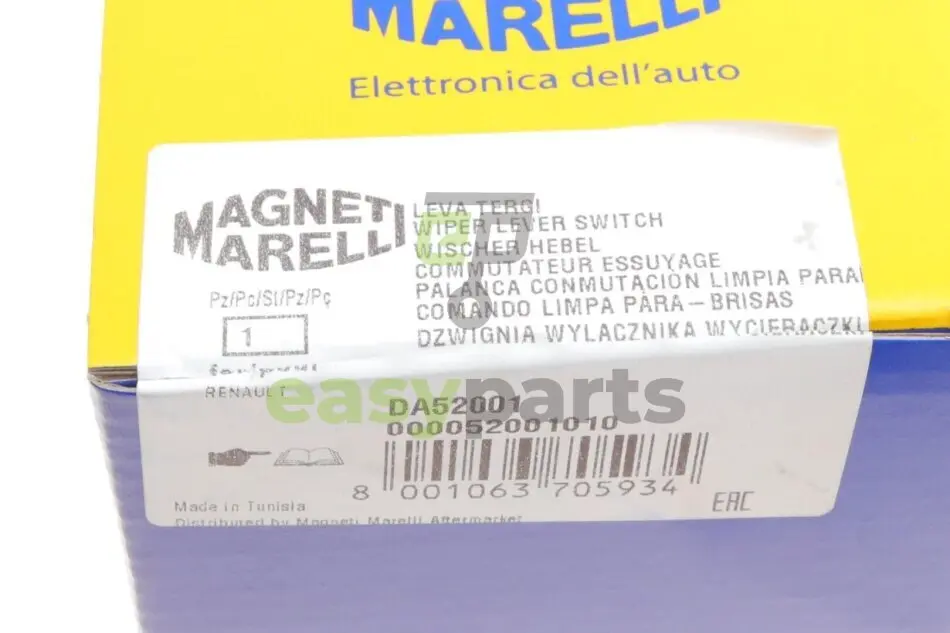 MARELLI
Elettronica dell'auto
MAGNETI
MARELLI
LEVA TERGI
WIPER LEVER SWITCH
WISCHER HEBEL
COMMUTATEUR ESSUYAGE
PALANCA CONMUTACIÓN LIMPIA PARA
COMANDO LIMPA PÁRA-BRISAS
DZWIGNIA WYLACZNIKA WYCIERACZKI
Pz/Pc/St/Pz/Pç
1
RENAULT
easyparts
DA52001
000052001010
8 001063 705934
EAC
Made in Tunisia
Distributed by Magneti Marelli Aftermarket